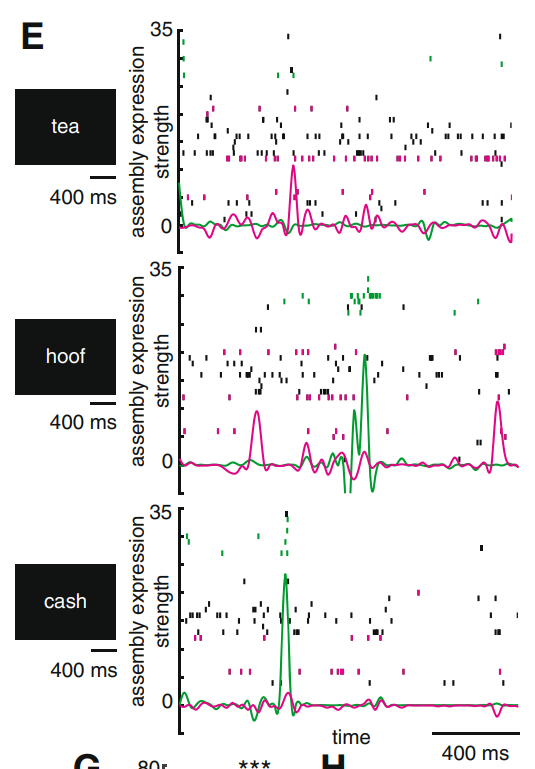 E
35
assembly expression
strength
0
tea
400 ms
35
assembly expression
strength
0
hoof
400 ms
35
assembly expression
strength
0
cash
400 ms
time
400 ms
G
80
***
H